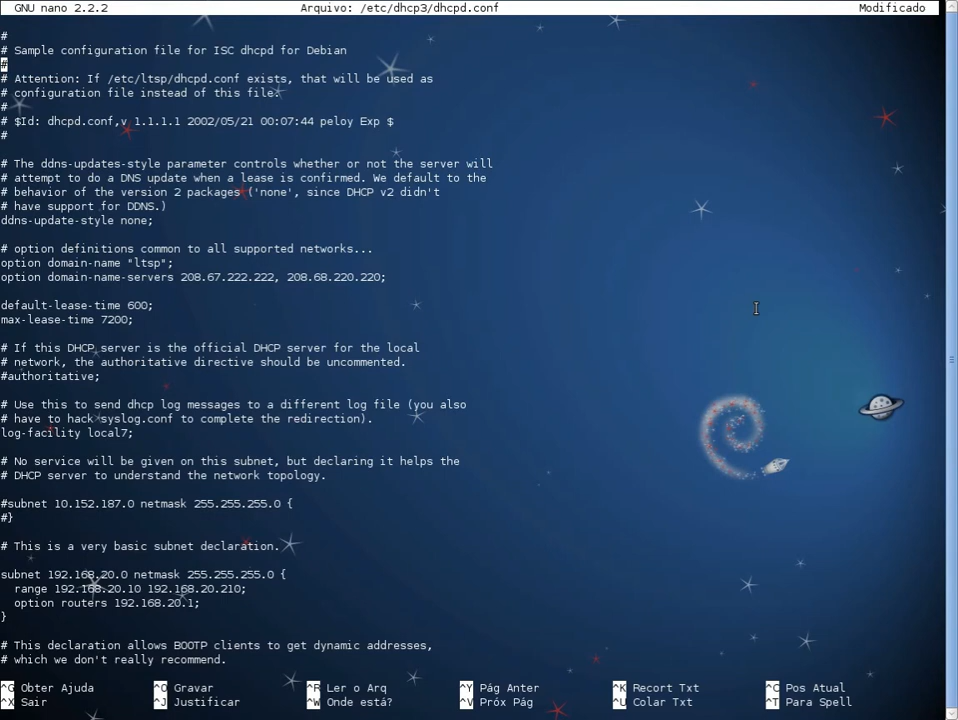 GNU nano 2.2.2 Arquivo: /etc/dhcp3/dhcpd.conf Modificado
#
# Sample configuration file for ISC dhcpd for Debian
#
# Attention: If /etc/ltsp/dhcpd.conf exists, that will be used as
# configuration file instead of this file.
#
# $Id: dhcpd.conf,v 1.1.1.1 2002/05/21 00:07:44 peloy Exp $
#
# The ddns-updates-style parameter controls whether or not the server will
# attempt to do a DNS update when a lease is confirmed. We default to the
# behavior of the version 2 packages ('none', since DHCP v2 didn't
# have support for DDNS.)
ddns-update-style none;
# option definitions common to all supported networks...
option domain-name "ltsp";
option domain-name-servers 208.67.222.222, 208.68.220.220;
default-lease-time 600;
max-lease-time 7200;
# If this DHCP server is the official DHCP server for the local
# network, the authoritative directive should be uncommented.
#authoritative;
# Use this to send dhcp log messages to a different log file (you also
# have to hack syslog.conf to complete the redirection).
log-facility local7;
# No service will be given on this subnet, but declaring it helps the
# DHCP server to understand the network topology.
#subnet 10.152.187.0 netmask 255.255.255.0 {
#}
# This is a very basic subnet declaration.
subnet 192.168.20.0 netmask 255.255.255.0 {
range 192.168.20.10 192.168.20.210;
option routers 192.168.20.1;
}
# This declaration allows BOOTP clients to get dynamic addresses,
# which we don't really recommend.
^G Obter Ajuda ^O Gravar ^R Ler o Arq ^Y Pág Anter ^K Recort Txt ^C Pos Atual
^X Sair ^J Justificar ^W Onde está? ^V Próx Pág ^U Colar Txt ^T Para Spell